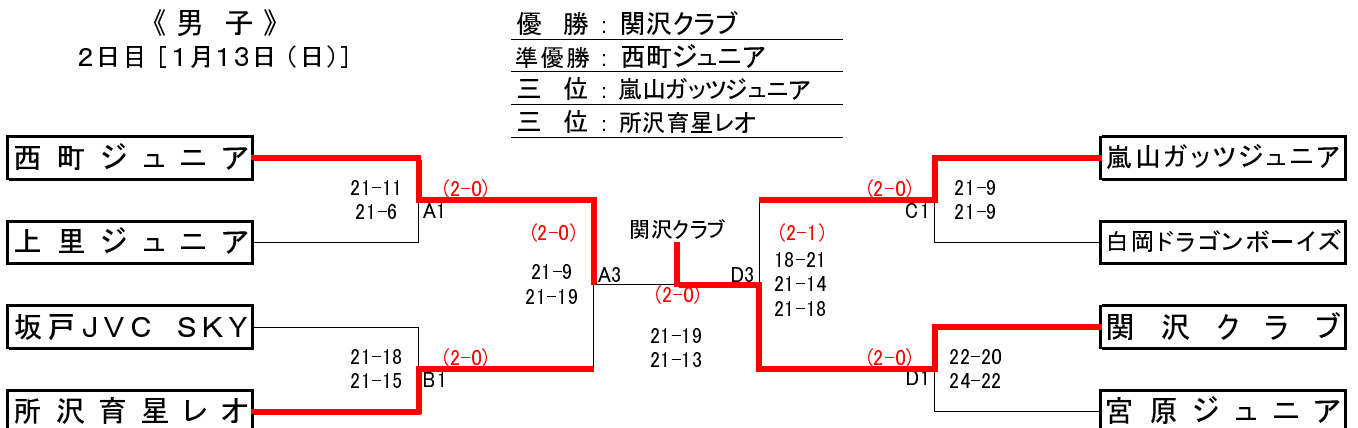 《 男 子 》
2日目 [1月13日（日）]
優 勝 : 関沢クラブ
準優勝 : 西町ジュニア
三 位 : 嵐山ガッツジュニア
三 位 : 所沢育星レオ
西町ジュニア
嵐山ガッツジュニア
21-11
21-6
(2-0)
A1
(2-0)
C1
21-9
21-9
上里ジュニア
白岡ドラゴンボーイズ
(2-0)
21-9
21-19
A3
関沢クラブ
(2-0)
21-19
21-13
D3
(2-1)
18-21
21-14
21-18
坂戸JVC SKY
関沢クラブ
21-18
21-15
(2-0)
B1
(2-0)
D1
22-20
24-22
所沢育星レオ
宮原ジュニア